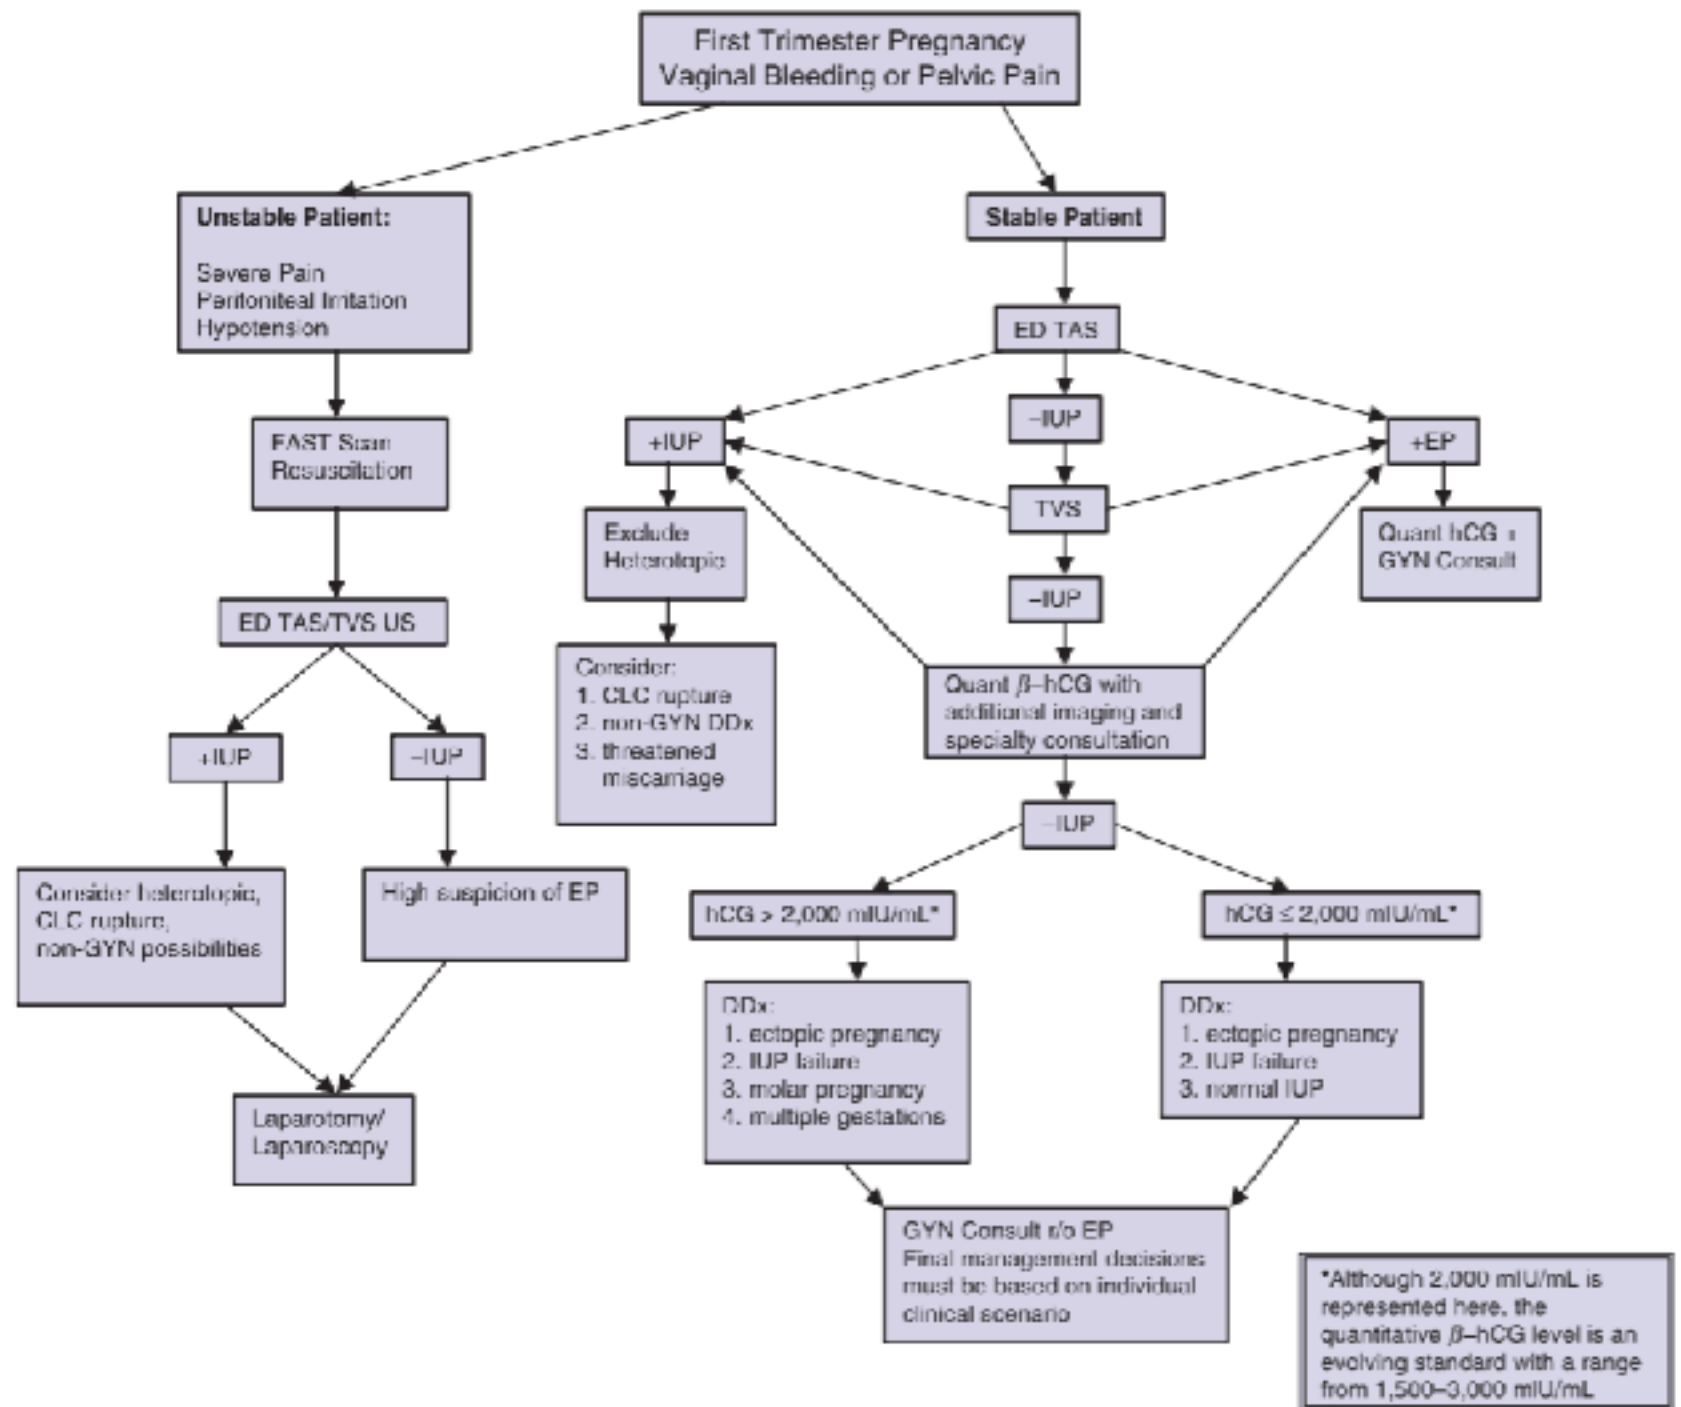 First Trimester Pregnancy
Vaginal Bleeding or Pelvic Pain
Unstable Patient:
Severe Pain
Peritoniteal Irritation
Hypotension
Stable Patient
ED TAS
FAST Scan
Resuscitation
+IUP
–IUP
+EP
TVS
Exclude
Heterotopic
Quant hCG +
GYN Consult
–IUP
ED TAS/TVS US
Consider:
1. CLC rupture
2. non-GYN DDx
3. threatened
miscarriage
Quant β–hCG with
additional imaging and
specialty consultation
+IUP
–IUP
–IUP
Consider heterotopic,
CLC rupture,
non-GYN possibilities
High suspicion of EP
hCG > 2,000 mIU/mL*
hCG ≤ 2,000 mIU/mL*
DDx:
1. ectopic pregnancy
2. IUP failure
3. molar pregnancy
4. multiple gestations
DDx:
1. ectopic pregnancy
2. IUP failure
3. normal IUP
Laparotomy/
Laparoscopy
GYN Consult r/o EP
Final management decisions
must be based on individual
clinical scenario
*Although 2,000 mIU/mL is
represented here, the
quantitative β–hCG level is an
evolving standard with a range
from 1,500–3,000 mIU/mL